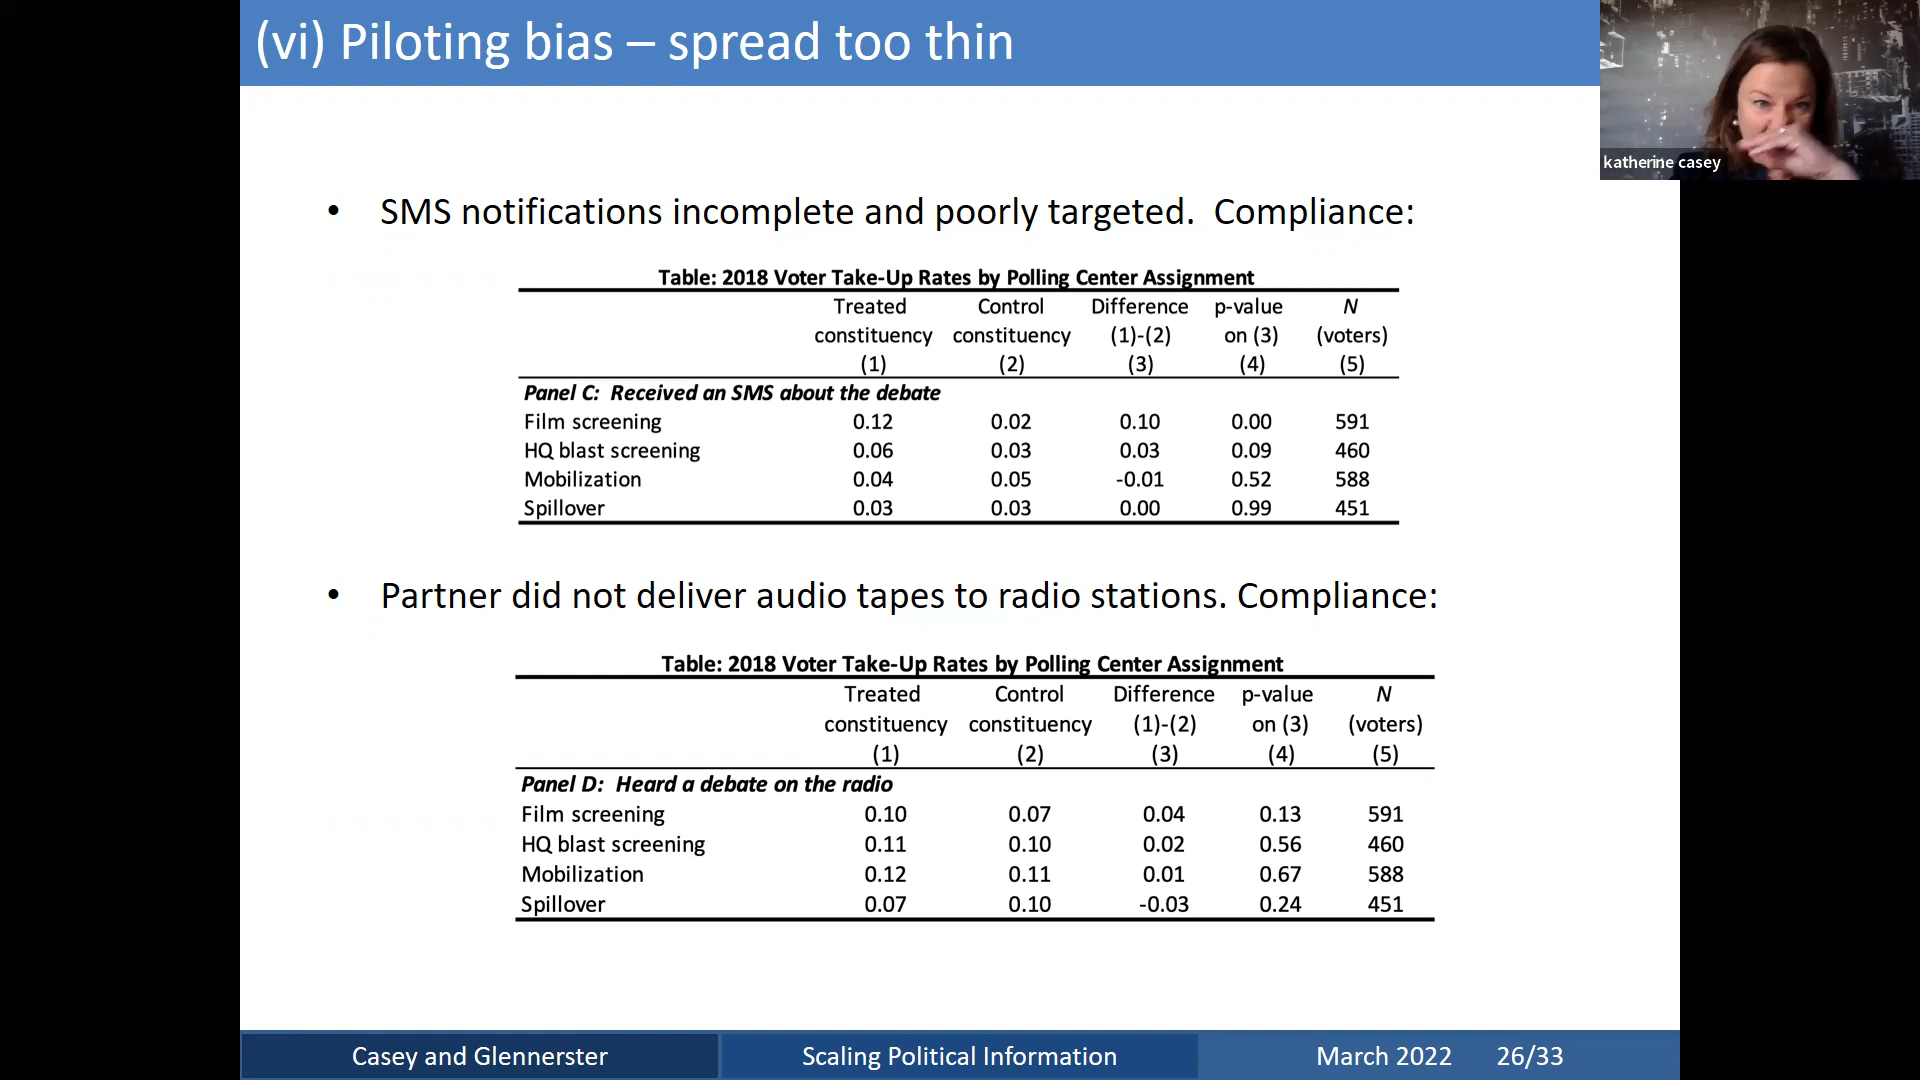 (vi) Piloting bias – spread too thin
katherine casey
• SMS notifications incomplete and poorly targeted. Compliance:
Table: 2018 Voter Take-Up Rates by Polling Center Assignment
Treated Control Difference p-value N
constituency constituency (1)-(2) on (3) (voters)
(1) (2) (3) (4) (5)
Panel C: Received an SMS about the debate
Film screening 0.12 0.02 0.10 0.00 591
HQ blast screening 0.06 0.03 0.03 0.09 460
Mobilization 0.04 0.05 -0.01 0.52 588
Spillover 0.03 0.03 0.00 0.99 451
• Partner did not deliver audio tapes to radio stations. Compliance:
Table: 2018 Voter Take-Up Rates by Polling Center Assignment
Treated Control Difference p-value N
constituency constituency (1)-(2) on (3) (voters)
(1) (2) (3) (4) (5)
Panel D: Heard a debate on the radio
Film screening 0.10 0.07 0.04 0.13 591
HQ blast screening 0.11 0.10 0.02 0.56 460
Mobilization 0.12 0.11 0.01 0.67 588
Spillover 0.07 0.10 -0.03 0.24 451
Casey and Glennerster Scaling Political Information March 2022 26/33